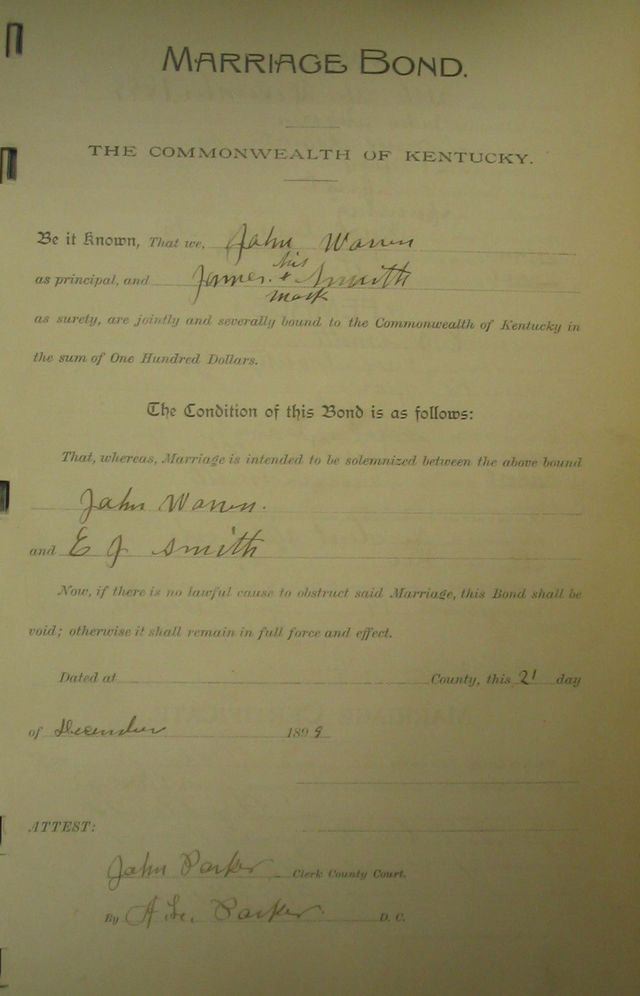 MARRIAGE BOND.
THE COMMONWEALTH OF KENTUCKY.
Be it Known, That we, John Warren
his
as principal, and James + Smith
mark
as surety, are jointly and severally bound to the Commonwealth of Kentucky in
the sum of One Hundred Dollars.
The Condition of this Bond is as follows:
That, whereas, Marriage is intended to be solemnized between the above bound
John Warren.
and E J Smith
Now, if there is no lawful cause to obstruct said Marriage, this Bond shall be
void; otherwise it shall remain in full force and effect.
Dated at County, this 21 day
of December 1899
ATTEST:
John Parker Clerk County Court.
By Parker D. C.